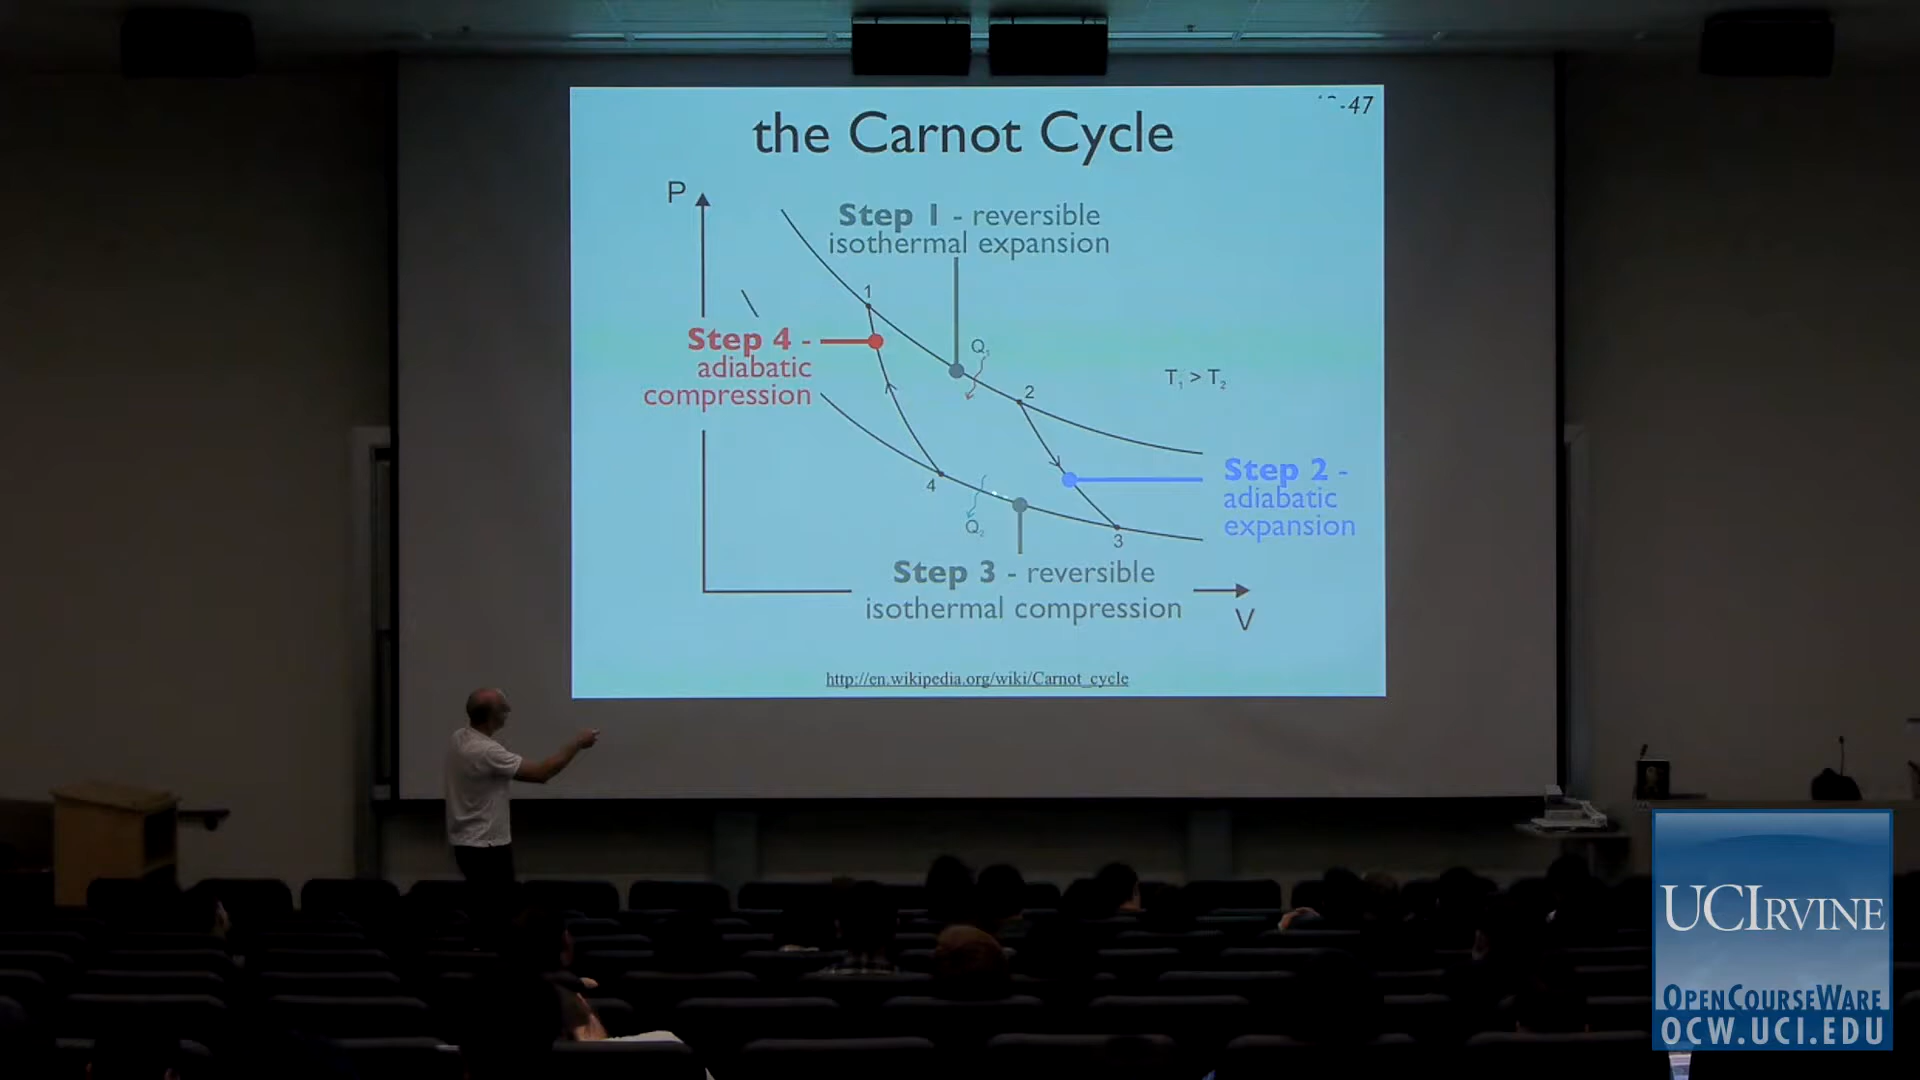 -47
the Carnot Cycle
P
Step 1 - reversible
isothermal expansion
1
Step 4 -
adiabatic
compression
Q₁
2
T₁ > T₂
Step 2 -
adiabatic
expansion
4
Q₂
3
Step 3 - reversible
isothermal compression
V
http://en.wikipedia.org/wiki/Carnot_cycle
UCIRVINE
OPENCOURSEWARE
OCW.UCI.EDU